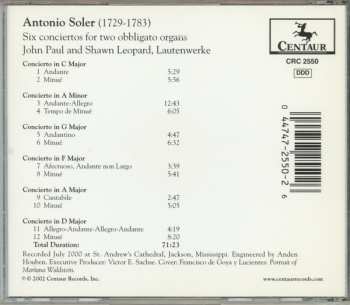 Antonio Soler (1729-1783)
Six conciertos for two obbligato organs
John Paul and Shawn Leopard, Lautenwerke
CENTAUR
CRC 2550
DDD
Concierto in C Major
1 Andante 5:29
2 Minué 5:56
Concierto in A Minor
3 Andante-Allegro 12:43
4 Tempo de Minué 5:05
Concierto in G Major
5 Andantino 4:47
6 Minué 6:32
Concierto in F Major
7 Afectuoso, Andante non Largo 3:39
8 Minué 5:41
Concierto in A Major
9 Cantabile 2:47
10 Minué 5:05
Concierto in D Major
11 Allegro-Andante-Allegro-Andante 4:19
12 Minué 8:20
Total Duration: 71:23
0 44747-2550-2 6
Recorded July 2000 at St. Andrew's Cathedral, Jackson, Mississippi. Engineered by Anden
Houben. Executive Producer: Victor E. Sachse. Cover: Francisco de Goya y Lucientes: Portrait of
Mariana Waldstein.
℗ © 2002 Centaur Records, Inc.
www.centaurrecords.com